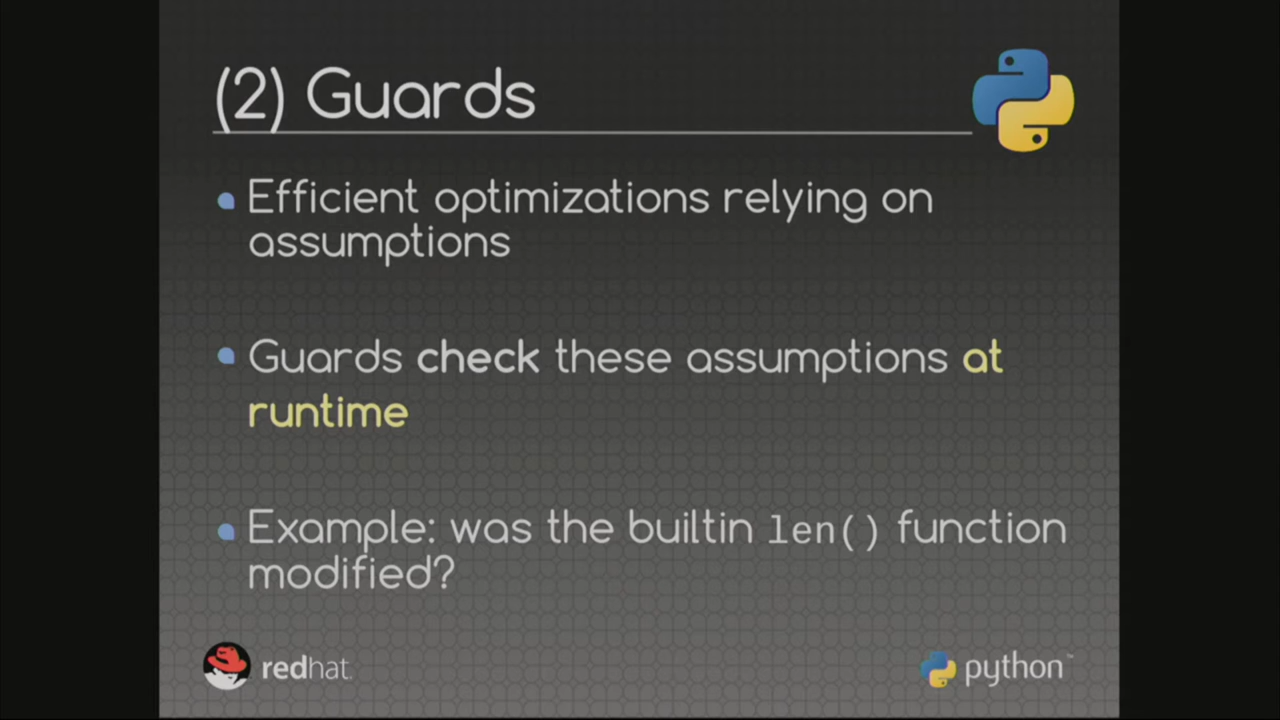 (2) Guards
Efficient optimizations relying on
assumptions
Guards check these assumptions at
runtime
Example: was the builtin len() function
modified?
redhat.
python™